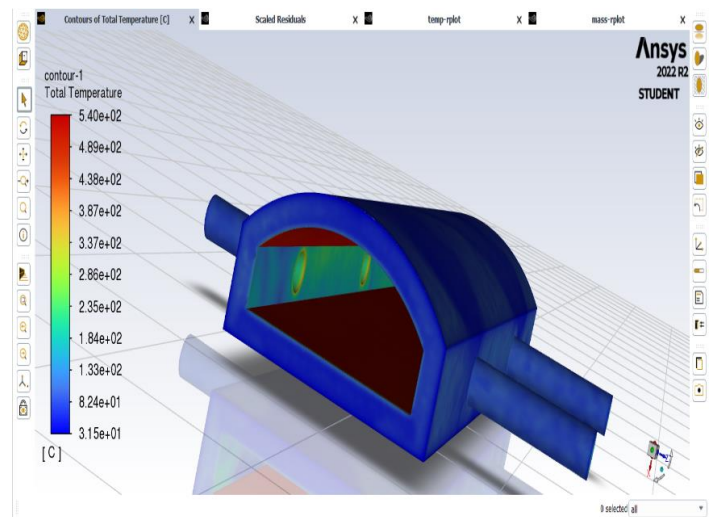 Contours of Total Temperature [C] X
Scaled Residuals X
temp-rplot X
mass-rplot X
Ansys
2022 R2
STUDENT
contour-1
Total Temperature
5.40e+02
4.89e+02
4.38e+02
3.87e+02
3.37e+02
2.86e+02
2.35e+02
1.84e+02
1.33e+02
8.24e+01
3.15e+01
[C]
0 selected all